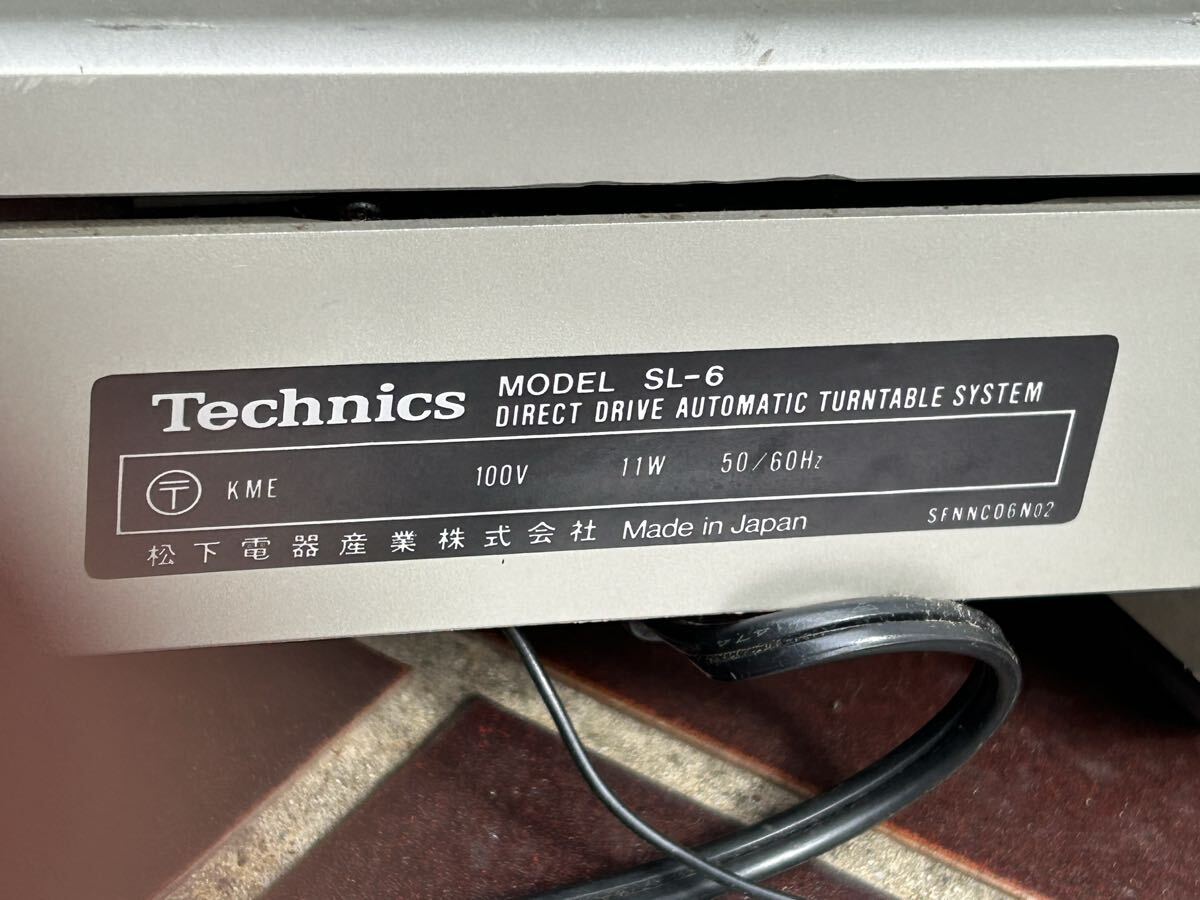 Technics MODEL SL-6
DIRECT DRIVE AUTOMATIC TURNTABLE SYSTEM
〒 KME 100V 11W 50/60Hz
松下電器産業株式会社 Made in Japan SFNNC06N02